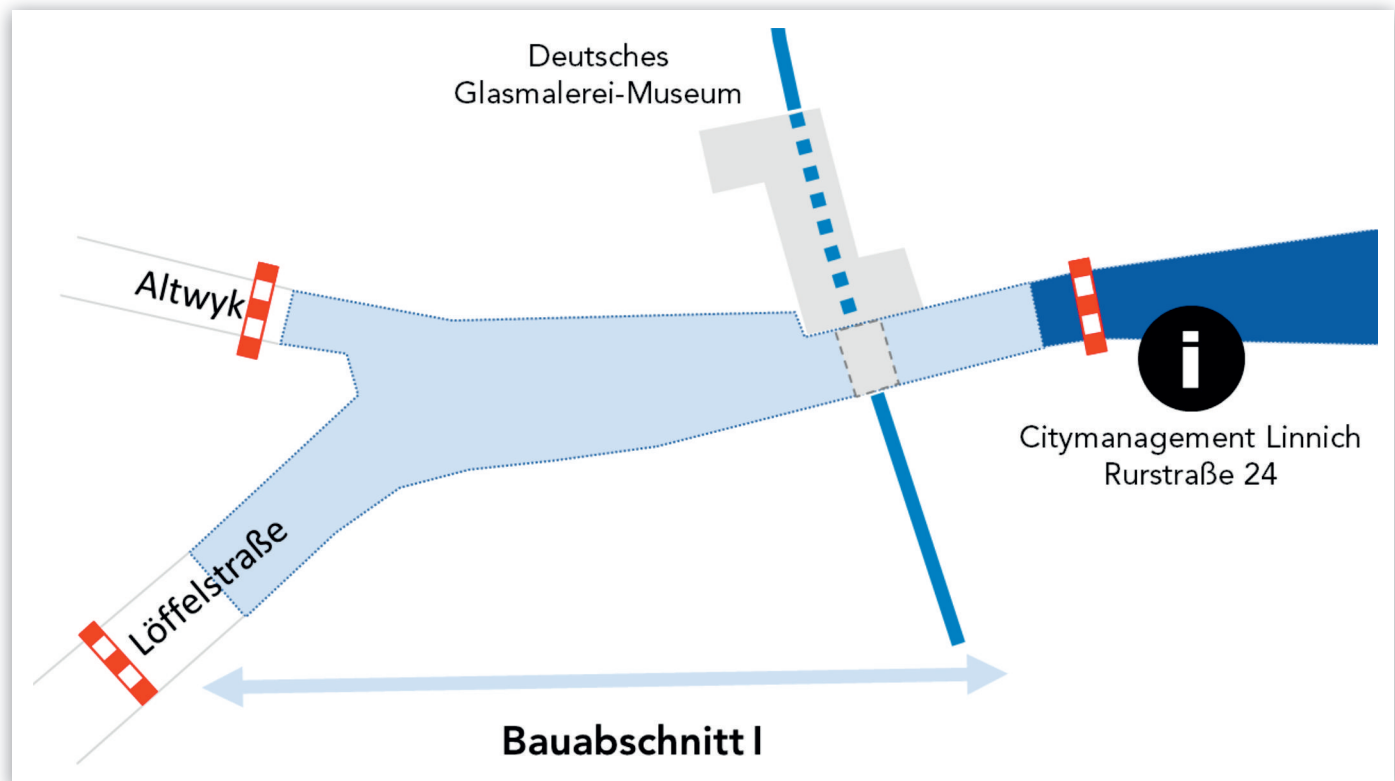 Deutsches
Glasmalerei-Museum
Altwyk
i
Citymanagement Linnich
Rurstraße 24
Löffelstraße
Bauabschnitt I